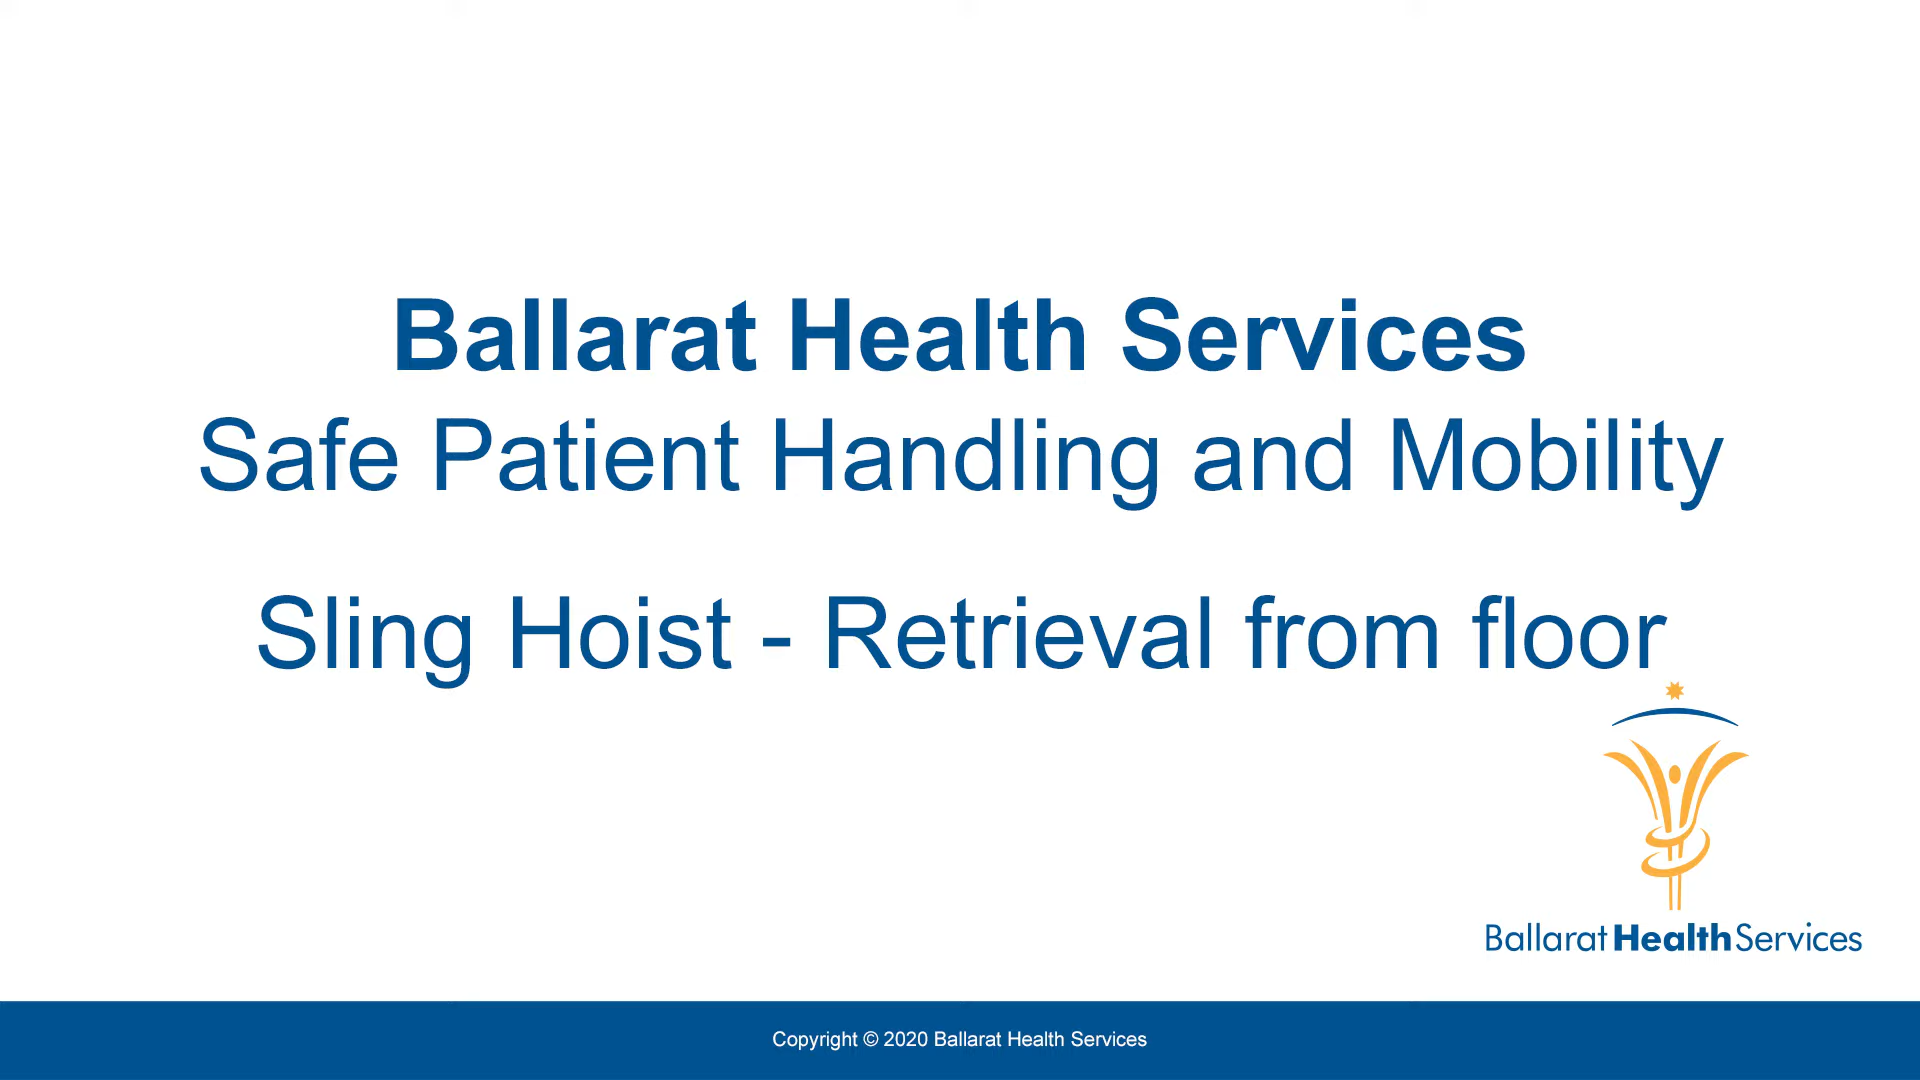 Ballarat Health Services
Safe Patient Handling and Mobility
Sling Hoist - Retrieval from floor
Ballarat Health Services
Copyright © 2020 Ballarat Health Services